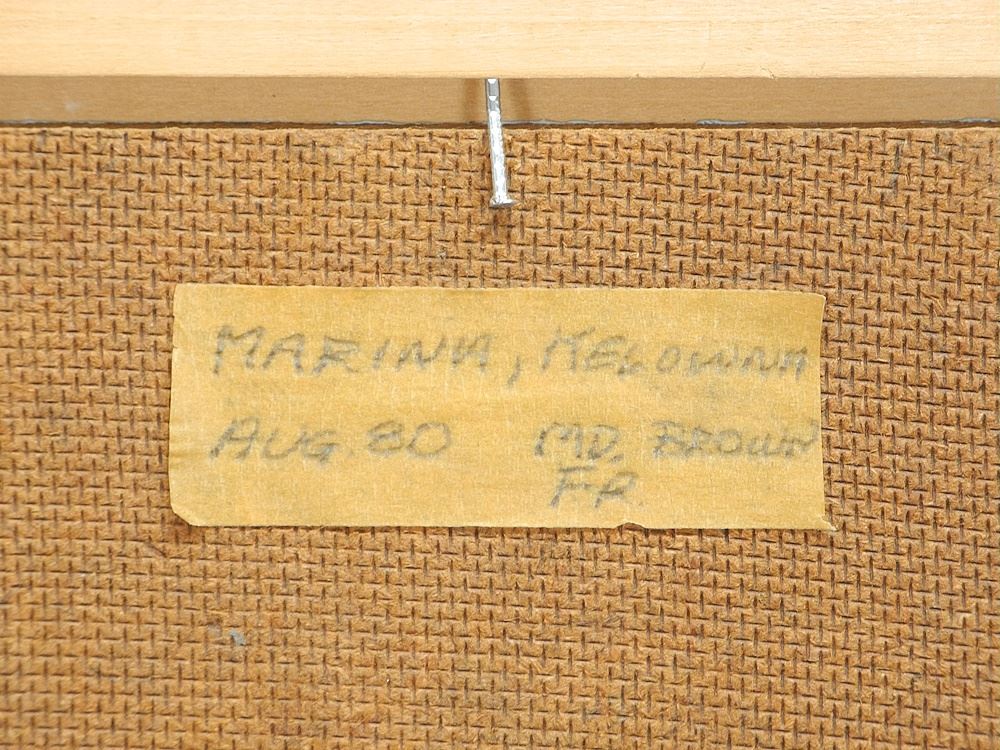 MARINA, KELOWNA
AUG. 80 MD. BROWN
FR.